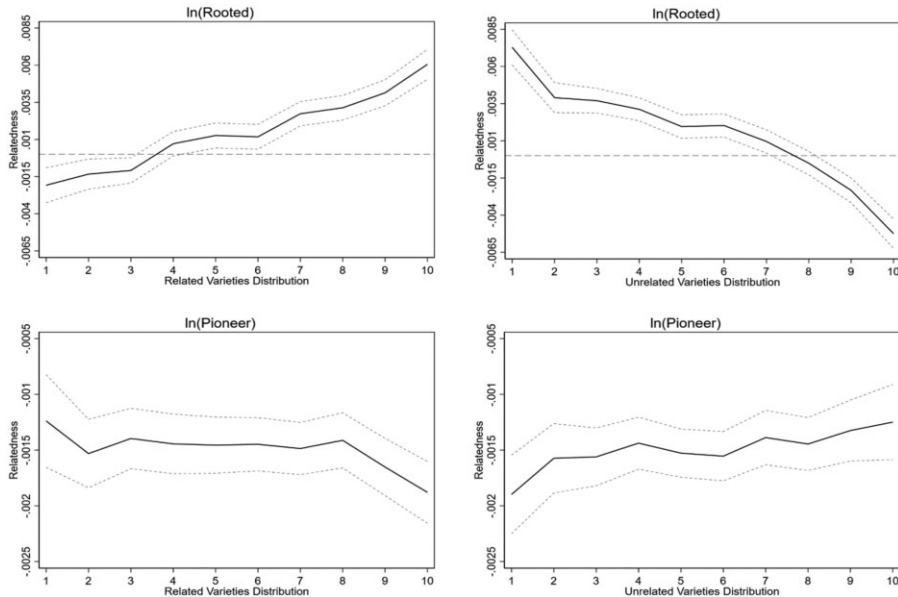 ln(Rooted)
Relatedness
.0085
.006
.0035
.001
-.0015
-.004
-.0065
1 2 3 4 5 6 7 8 9 10
Related Varieties Distribution
ln(Rooted)
Relatedness
.0085
.006
.0035
.001
-.0015
-.004
-.0065
1 2 3 4 5 6 7 8 9 10
Unrelated Varieties Distribution
ln(Pioneer)
Relatedness
-.0005
-.001
-.0015
-.002
-.0025
1 2 3 4 5 6 7 8 9 10
Related Varieties Distribution
ln(Pioneer)
Relatedness
-.0005
-.001
-.0015
-.002
-.0025
1 2 3 4 5 6 7 8 9 10
Unrelated Varieties Distribution